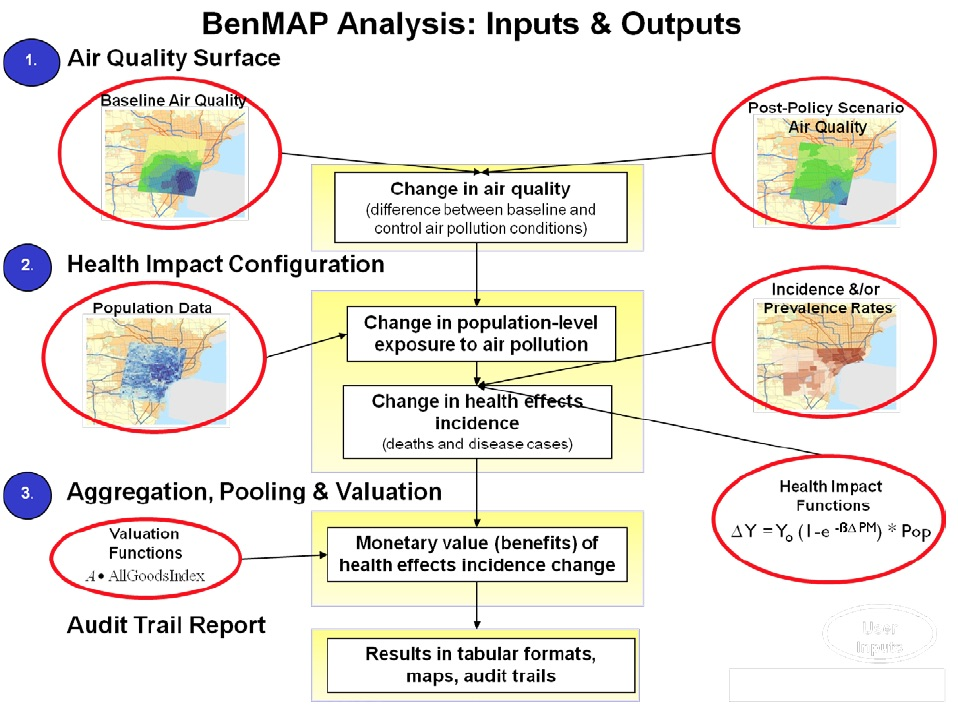 BenMAP Analysis: Inputs & Outputs
1.
Air Quality Surface
Baseline Air Quality
Post-Policy Scenario
Air Quality
Change in air quality
(difference between baseline and
control air pollution conditions)
2.
Health Impact Configuration
Population Data
Incidence &/or
Prevalence Rates
Change in population-level
exposure to air pollution
Change in health effects
incidence
(deaths and disease cases)
3.
Aggregation, Pooling & Valuation
Health Impact
Functions
ΔY = Yo (1-e -ßΔ PM) * Pop
Valuation
Functions
A • AllGoodsIndex
Monetary value (benefits) of
health effects incidence change
Audit Trail Report
User
Inputs
Results in tabular formats,
maps, audit trails